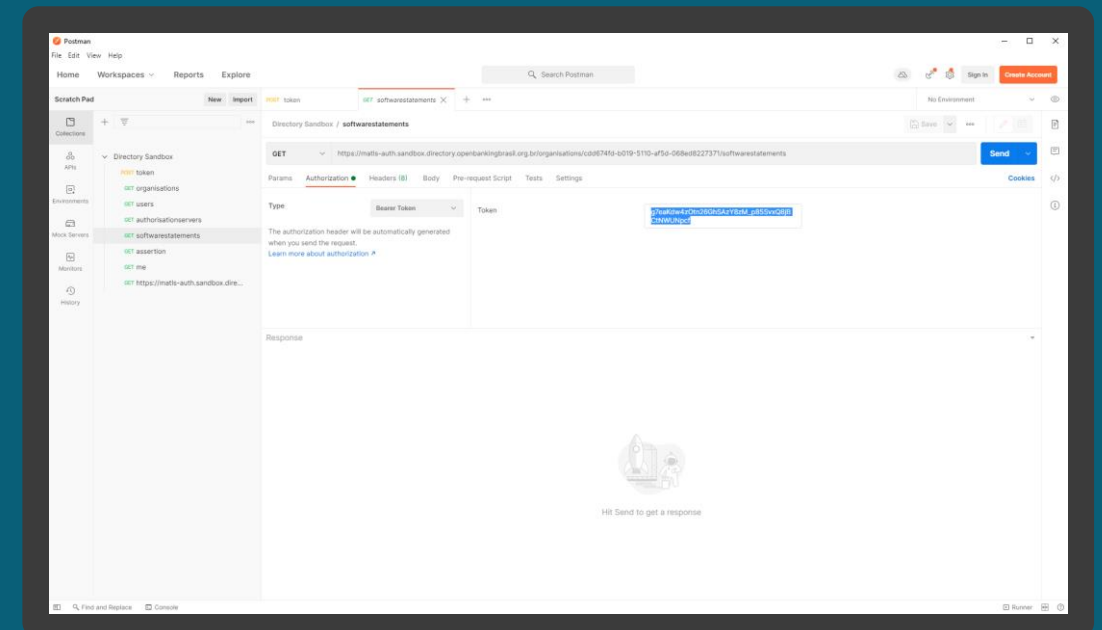 Postman
File Edit View Help
Home Workspaces Reports Explore
Search Postman
Sign In Create Account
Scratch Pad New Import
POST token GET softwarestatements
No Environment
Directory Sandbox / softwarestatements
Save
Collections
APIs
Environments
Mock Servers
Monitors
History
Directory Sandbox
POST token
GET organisations
GET users
GET authorisationservers
GET softwarestatements
GET assertion
GET me
GET https://matls-auth.sandbox.dire...
GET https://matls-auth.sandbox.directory.openbankingbrasil.org.br/organisations/cdd674fd-b019-5110-af5d-068ed8227371/softwarestatements
Send
Params Authorization Headers (8) Body Pre-request Script Tests Settings
Cookies
Type Bearer Token
The authorization header will be automatically generated
when you send the request.
Learn more about authorization
Token
Response
Hit Send to get a response
Find and Replace Console
Runner